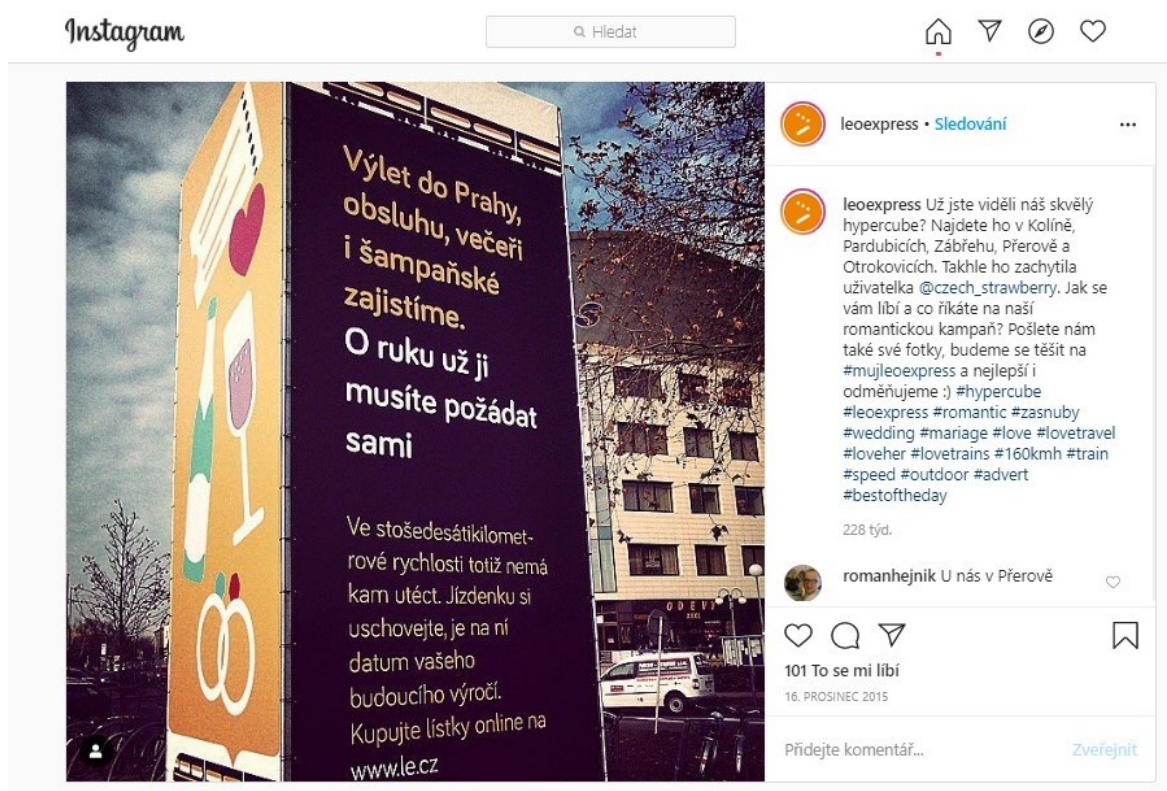 Instagram
Hledat
Výlet do Prahy,
obsluhu, večeři
i šampaňské
zajistíme.
O ruku už ji
musíte požádat
sami
Ve stošedesátikilomet-
rové rychlosti totiž nemá
kam utéct. Jízdenku si
uschovejte, je na ní
datum vašeho
budoucího výročí.
Kupujte lístky online na
www.le.cz
ODEVY
leoexpress • Sledování
leoexpress Už jste viděli náš skvělý
hypercube? Najdete ho v Kolíně,
Pardubicích, Zábřehu, Přerově a
Otrokovicích. Takhle ho zachytila
uživatelka @czech_strawberry. Jak se
vám líbí a co říkáte na naší
romantickou kampaň? Pošlete nám
také své fotky, budeme se těšit na
#mujleoexpress a nejlepší i
odměňujeme :) #hypercube
#leoexpress #romantic #zasnuby
#wedding #mariage #love #lovetravel
#loveher #lovetrains #160kmh #train
#speed #outdoor #advert
#bestoftheday
228 týd.
romanhejnik U nás v Přerově
101 To se mi líbí
16. PROSINEC 2015
Přidejte komentář...
Zveřejnit